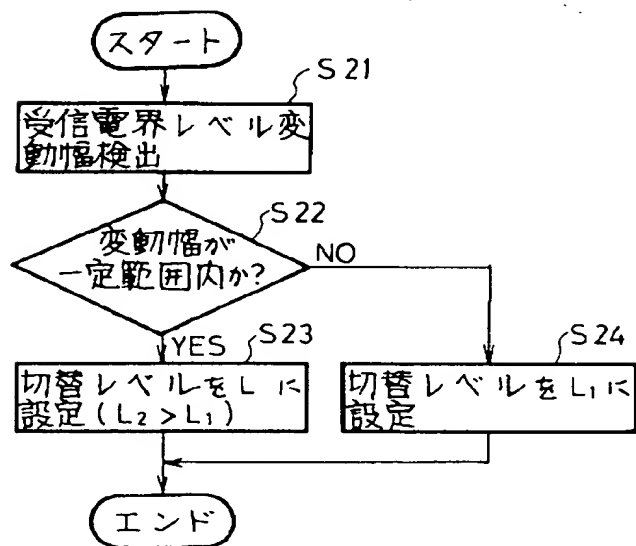 スタート
S21
受信電界レベル変
動幅検出
S22
変動幅が
一定範囲内か?
NO
YES
S23
切替レベルをL に
設定(L2>L1)
S24
切替レベルをL1に
設定
エンド